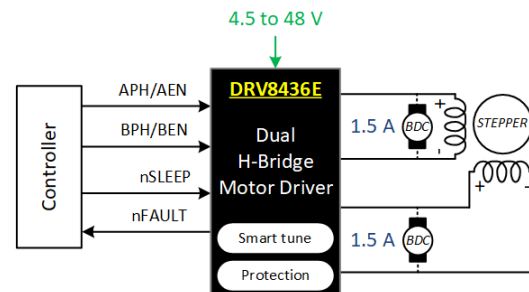 4.5 to 48 V
Controller
APH/AEN
BPH/BEN
nSLEEP
nFAULT
DRV8436E
Dual
H-Bridge
Motor Driver
Smart tune
Protection
1.5 A
BDC
+
-
STEPPER
+
-
1.5 A
BDC